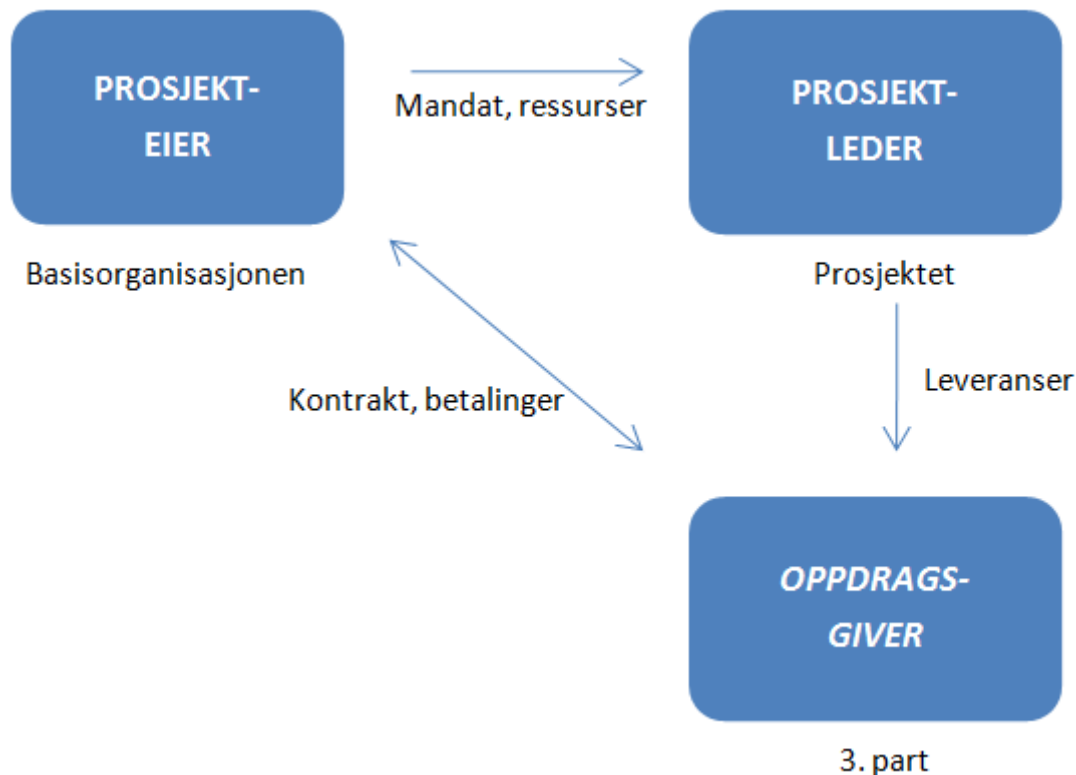 PROSJEKT-
EIER
Mandat, ressurser
PROSJEKT-
LEDER
Basisorganisasjonen
Prosjektet
Kontrakt, betalinger
Leveranser
OPPDRAGS-
GIVER
3. part